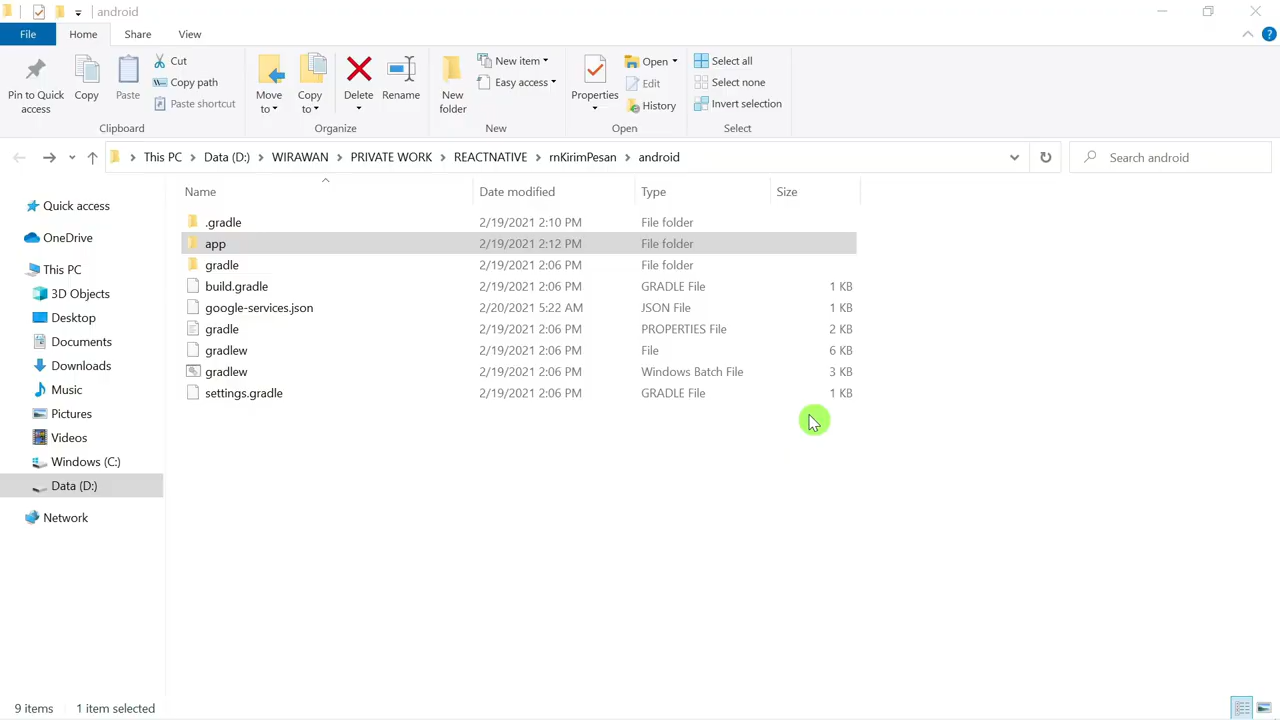 android
File Home Share View
Pin to Quick access
Copy
Paste
Cut
Copy path
Paste shortcut
Clipboard
Move to
Copy to
Delete
Rename
Organize
New folder
New item
Easy access
New
Properties
Open
Edit
History
Open
Select all
Select none
Invert selection
Select
This PC Data (D:) WIRAWAN PRIVATE WORK REACTNATIVE rnKirimPesan android
Search android
Name Date modified Type Size
.gradle 2/19/2021 2:10 PM File folder
app 2/19/2021 2:12 PM File folder
gradle 2/19/2021 2:06 PM File folder
build.gradle 2/19/2021 2:06 PM GRADLE File 1 KB
google-services.json 2/20/2021 5:22 AM JSON File 1 KB
gradle 2/19/2021 2:06 PM PROPERTIES File 2 KB
gradlew 2/19/2021 2:06 PM File 6 KB
gradlew 2/19/2021 2:06 PM Windows Batch File 3 KB
settings.gradle 2/19/2021 2:06 PM GRADLE File 1 KB
Quick access
OneDrive
This PC
3D Objects
Desktop
Documents
Downloads
Music
Pictures
Videos
Windows (C:)
Data (D:)
Network
9 items 1 item selected